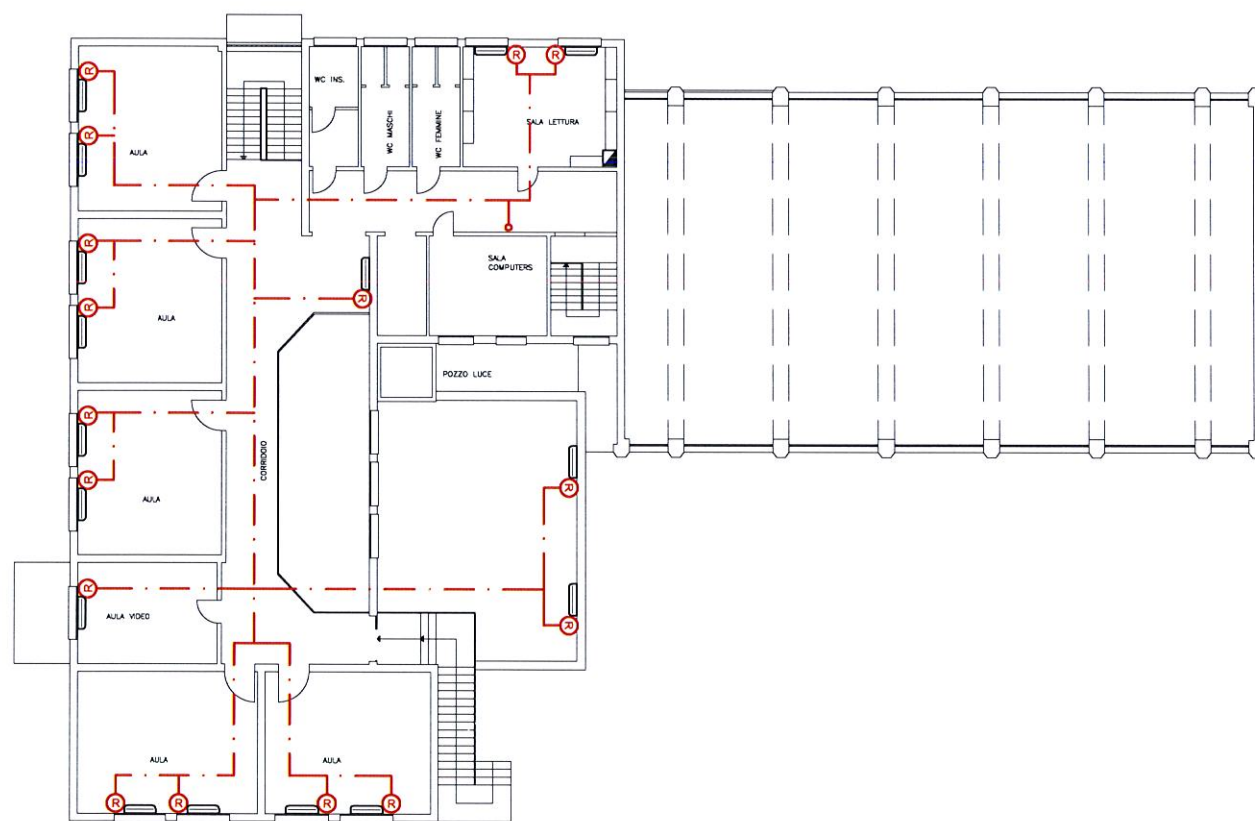 R
R
R
WC INS.
WC MASCHI
WC FEMMINE
SALA LETTURA
R
AULA
R
SALA
COMPUTERS
R
R
AULA
POZZO LUCE
R
CORRIDOIO
R
R
AULA
R
AULA VIDEO
R
AULA
AULA
R
R
R
R